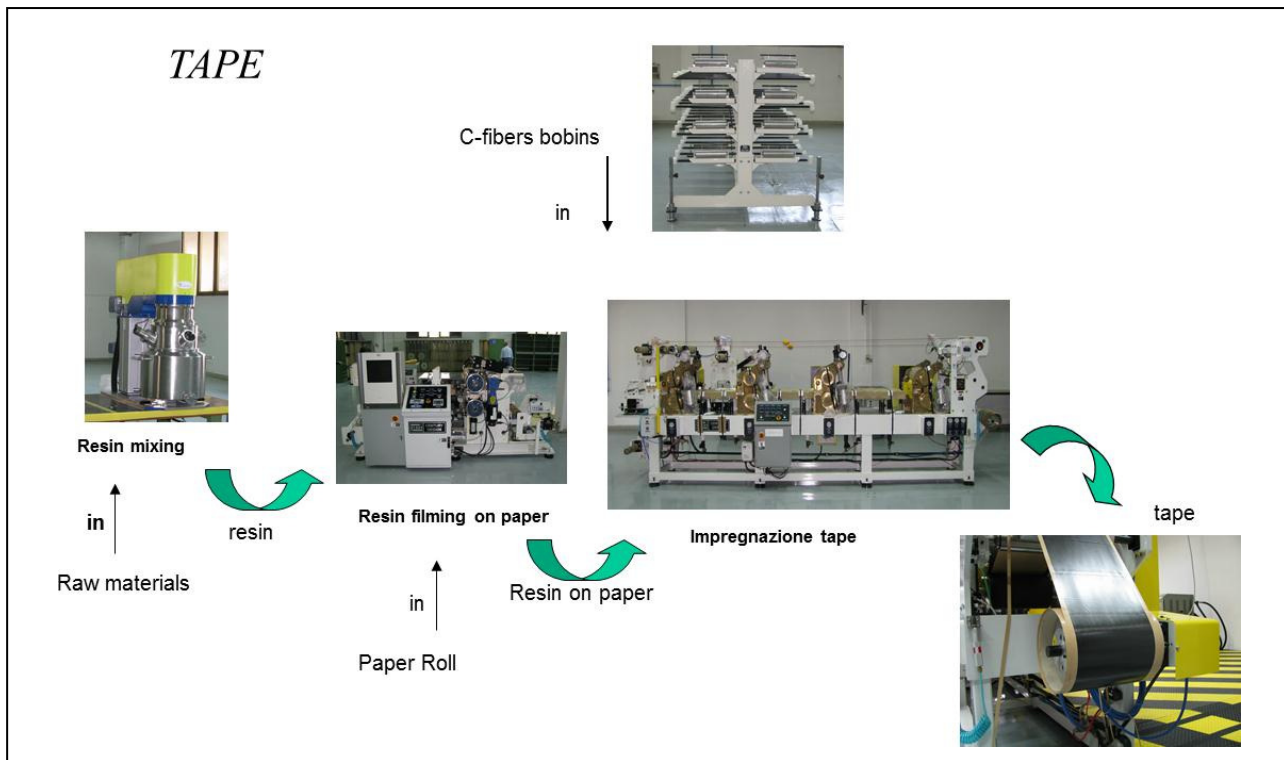 TAPE
C-fibers bobins
in
Resin mixing
in
resin
Raw materials
Resin filming on paper
in
Paper Roll
Resin on paper
Impregnazione tape
tape